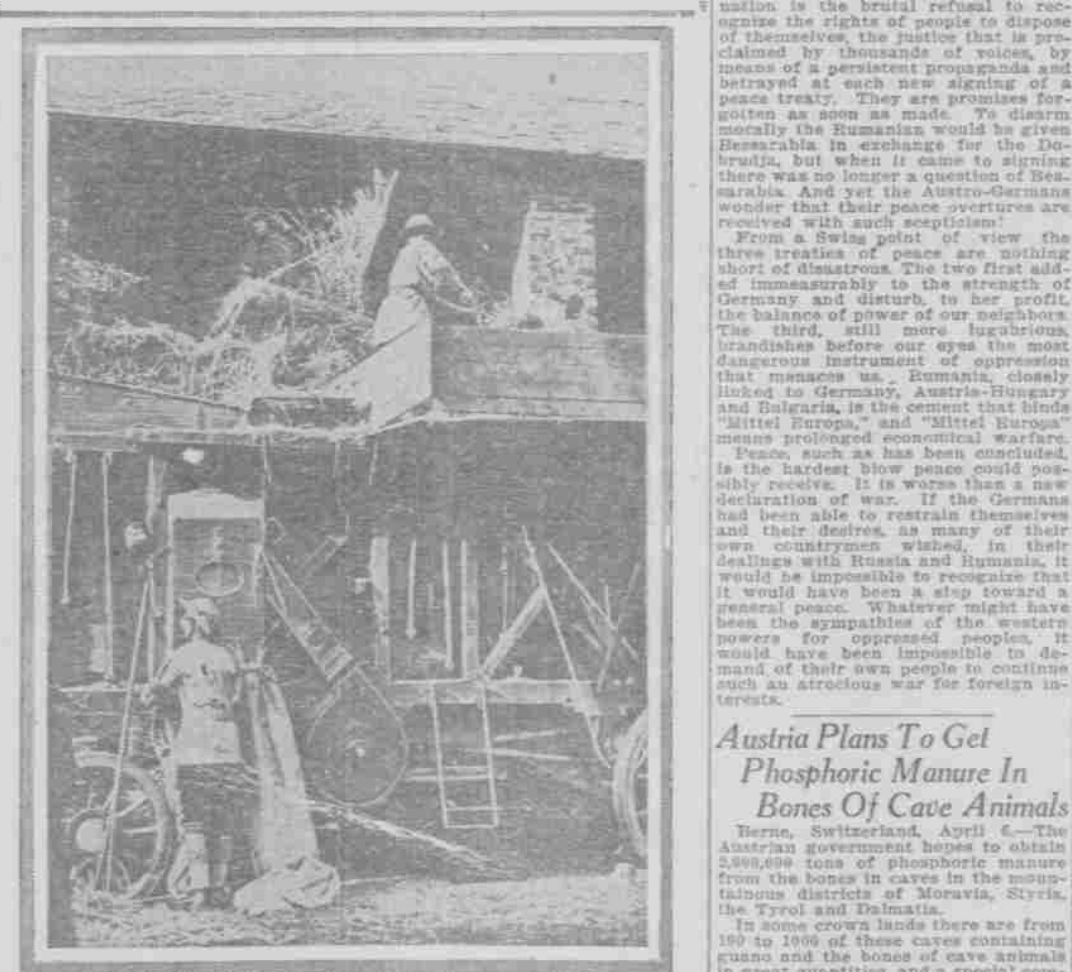 nation is the brutal refusal to rec-
ognize the rights of people to dispose
of themselves, the justice that is pro-
claimed by thousands of voices, by
means of a persistent propaganda and
betrayed at each new signing of a
peace treaty. They are promises for-
gotten as soon as made. To disarm
morally the Rumanian would be given
Bessarabia in exchange for the Do-
brudja, but when it came to signing
there was no longer a question of Bes-
sarabia. And yet the Austro-Germans
wonder that their peace overtures are
received with such scepticism!
From a Swiss point of view the
three treaties of peace are nothing
short of disastrous. The two first add-
ed immeasurably to the strength of
Germany and disturb, to her profit,
the balance of power of our neighbors.
The third, still more lugubrious,
brandishes before our eyes the most
dangerous instrument of oppression
that menaces us. Rumania, closely
linked to Germany, Austria-Hungary
and Bulgaria, is the cement that binds
"Mittel Europa," and "Mittel Europa"
means prolonged economical warfare.
Peace, such as has been concluded,
is the hardest blow peace could pos-
sibly receive. It is worse than a new
declaration of war. If the Germans
had been able to restrain themselves
and their desires, as many of their
own countrymen wished, in their
dealings with Russia and Rumania, it
would be impossible to recognize that
it would have been a step toward a
general peace. Whatever might have
been the sympathies of the western
powers for oppressed peoples, it
would have been impossible to de-
mand of their own people to continue
such an atrocious war for foreign in-
terests.
Austria Plans To Get
Phosphoric Manure In
Bones Of Cave Animals
Berne, Switzerland, April 6.—The
Austrian government hopes to obtain
2,000,000 tons of phosphoric manure
from the bones in caves in the moun-
tainous districts of Moravia, Styria,
the Tyrol and Dalmatia.
In some crown lands there are from
100 to 1000 of these caves containing
guano and the bones of cave animals
in great quantities